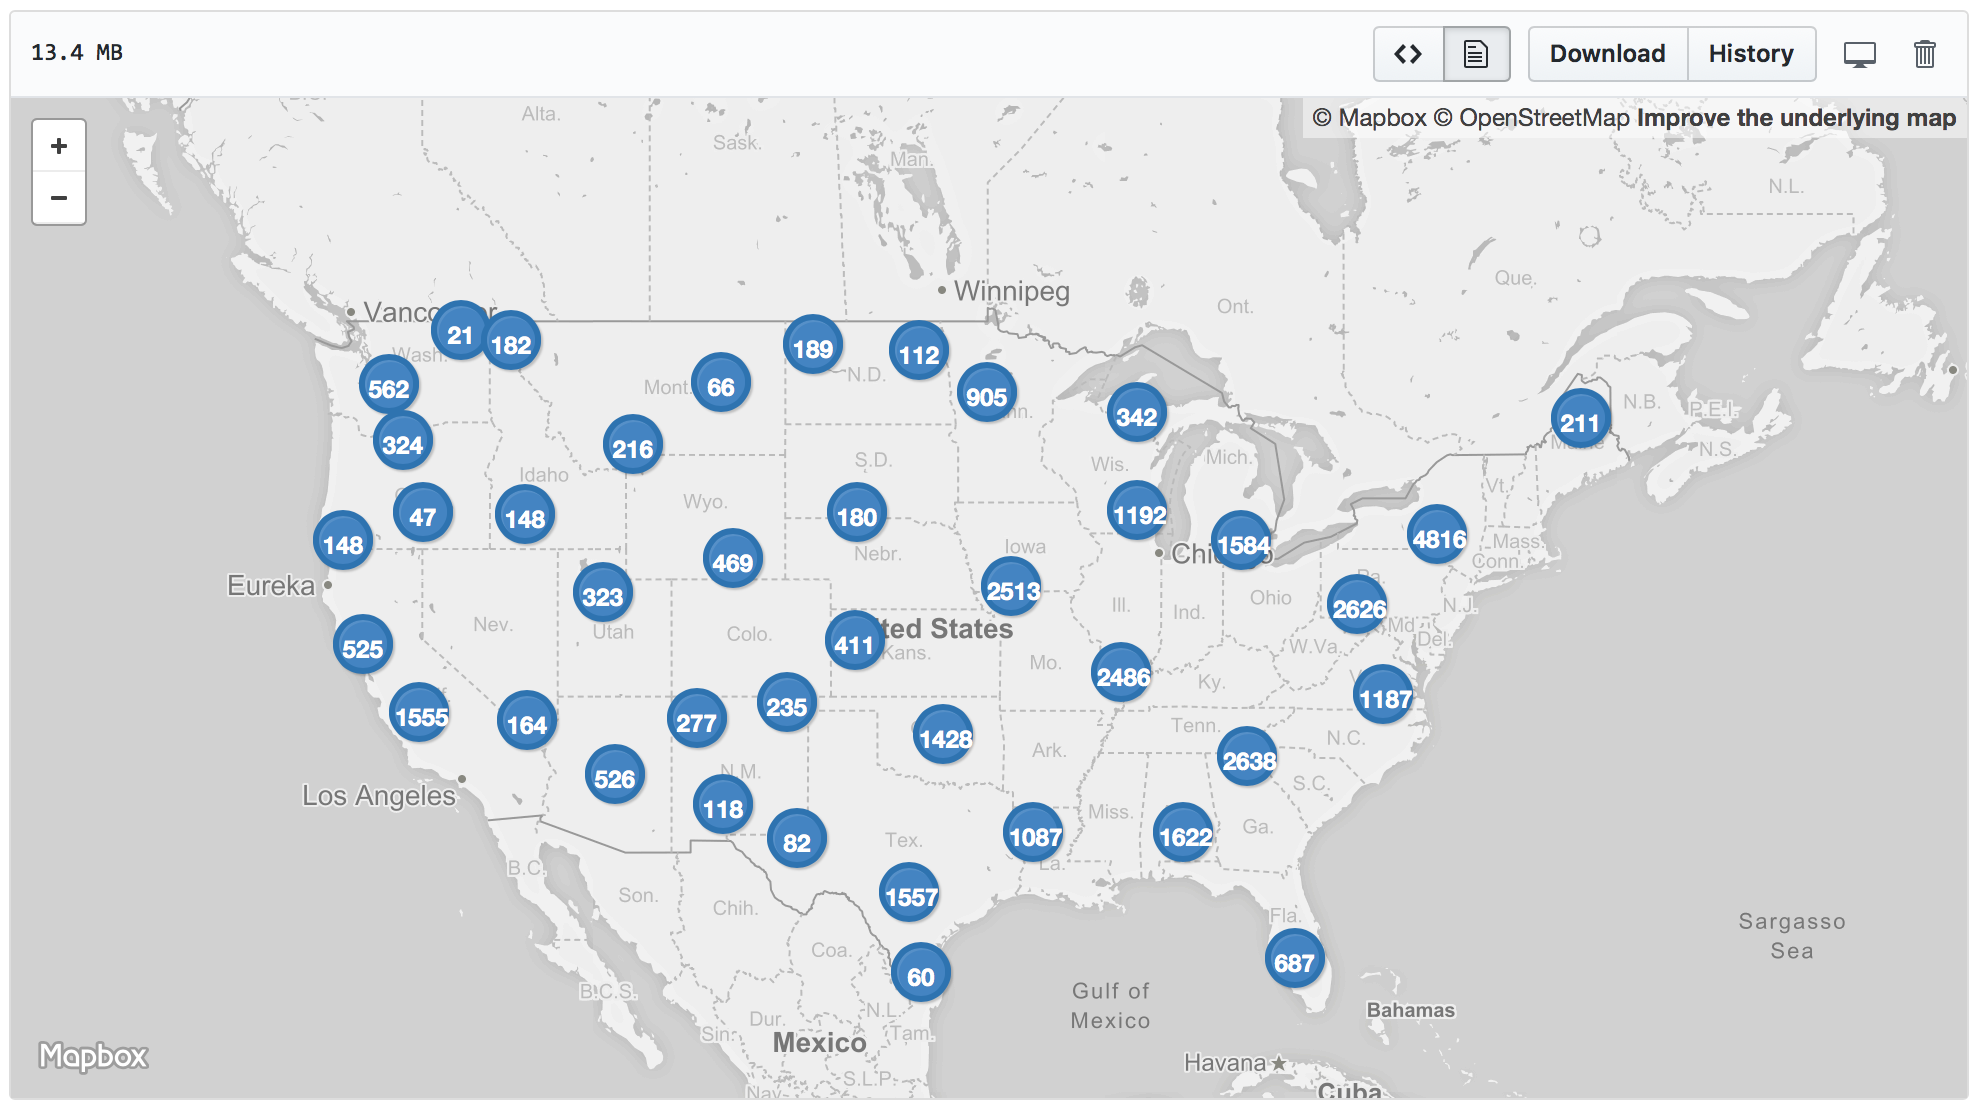 13.4 MB
Download
History
© Mapbox © OpenStreetMap Improve the underlying map
+
−
Alta.
Sask.
Man.
N.L.
Que.
Winnipeg
Ont.
21
182
Wash.
189
112
562
66
Mont.
N.D.
905
342
211
N.B.
P.E.I.
324
216
N.S.
Idaho
S.D.
Wis.
Mich.
Vt.
47
148
Wyo.
180
1192
148
1584
4816
Mass.
469
Nebr.
Iowa
Conn.
Eureka
323
2513
Pa.
Ill.
Ind.
Ohio
2626
N.J.
Nev.
Utah
Colo.
411
Md.
Del.
525
Kans.
Mo.
W.Va.
2486
Ky.
1187
1555
164
277
235
1428
Tenn.
N.C.
Ark.
2638
526
N.M.
S.C.
Los Angeles
118
Miss.
82
Tex.
1087
1622
Ga.
La.
B.C.
Son.
Chih.
1557
Fla.
Sargasso
Sea
Coa.
687
60
B.C.S.
Gulf of
Mexico
N.L.
Bahamas
Dur.
Sin.
Tam.
Mexico
Mapbox
Havana
S.L.P.
Nay.
Cuba